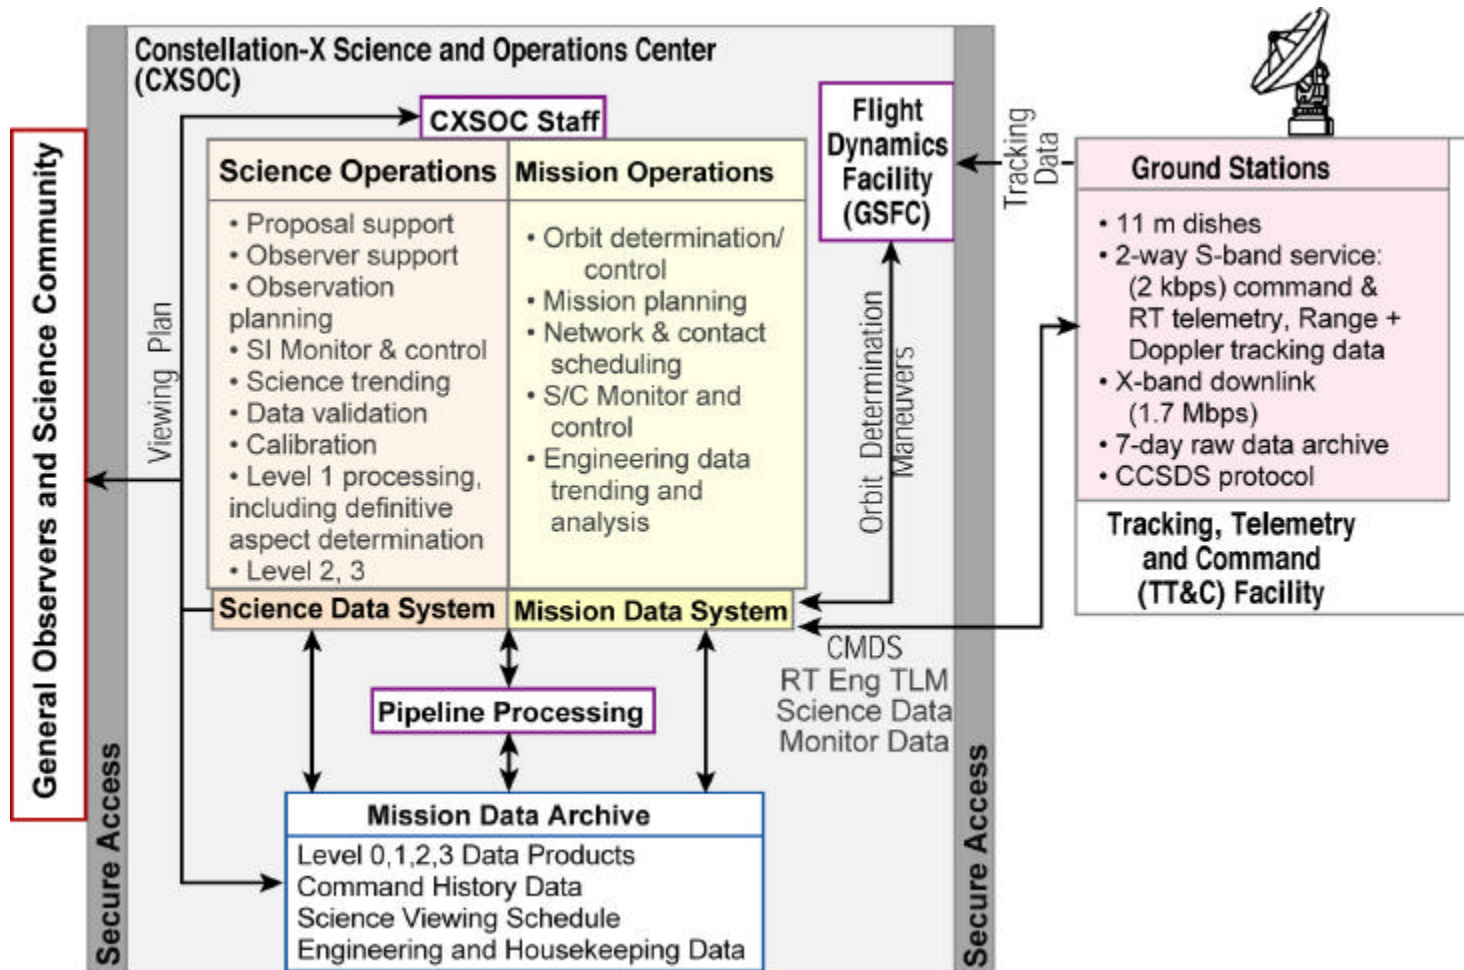 Constellation-X Science and Operations Center
(CXSOC)
General Observers and Science Community
Secure Access
Viewing Plan
CXSOC Staff
Science Operations
• Proposal support
• Observer support
• Observation
planning
• SI Monitor & control
• Science trending
• Data validation
• Calibration
• Level 1 processing,
including definitive
aspect determination
• Level 2, 3
Science Data System
Mission Operations
• Orbit determination/
control
• Mission planning
• Network & contact
scheduling
• S/C Monitor and
control
• Engineering data
trending and
analysis
Mission Data System
Pipeline Processing
Mission Data Archive
Level 0,1,2,3 Data Products
Command History Data
Science Viewing Schedule
Engineering and Housekeeping Data
Flight
Dynamics
Facility
(GSFC)
Orbit Determination
Maneuvers
CMDS
RT Eng TLM
Science Data
Monitor Data
Secure Access
Tracking
Data
Ground Stations
• 11 m dishes
• 2-way S-band service:
(2 kbps) command &
RT telemetry, Range +
Doppler tracking data
• X-band downlink
(1.7 Mbps)
• 7-day raw data archive
• CCSDS protocol
Tracking, Telemetry
and Command
(TT&C) Facility